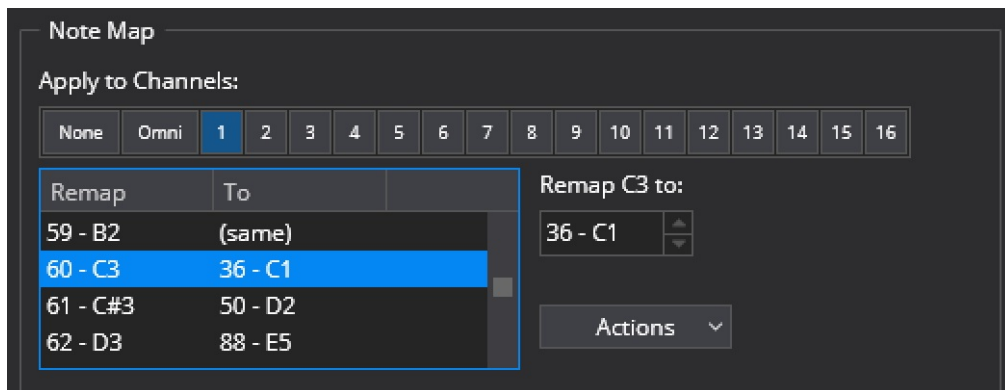 Note Map
Apply to Channels:
None Omni 1 2 3 4 5 6 7 8 9 10 11 12 13 14 15 16
Remap To
59 - B2 (same)
60 - C3 36 - C1
61 - C#3 50 - D2
62 - D3 88 - E5
Remap C3 to:
36 - C1
Actions